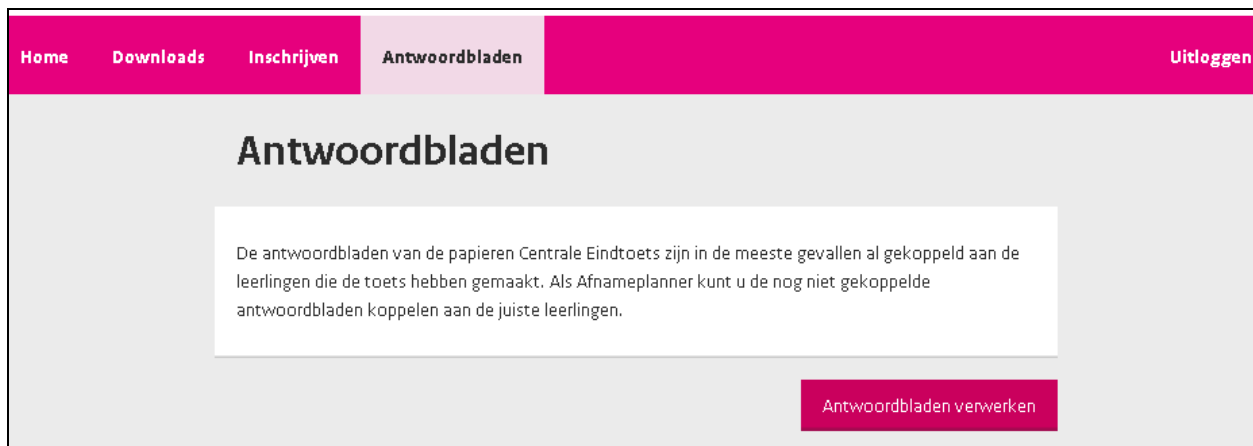 Home Downloads Inschrijven Antwoordbladen Uitloggen
Antwoordbladen
De antwoordbladen van de papieren Centrale Eindtoets zijn in de meeste gevallen al gekoppeld aan de
leerlingen die de toets hebben gemaakt. Als Afnameplanner kunt u de nog niet gekoppelde
antwoordbladen koppelen aan de juiste leerlingen.
Antwoordbladen verwerken